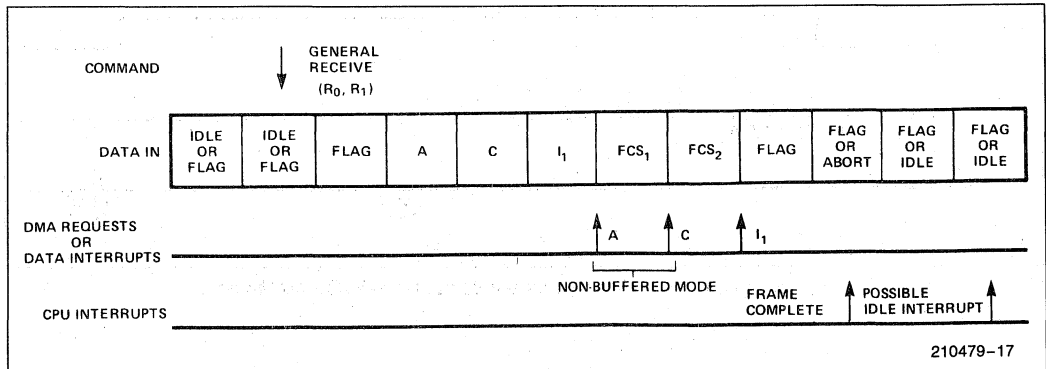 COMMAND
GENERAL
RECEIVE
(R₀, R₁)
DATA IN
IDLE
OR
FLAG
IDLE
OR
FLAG
FLAG
A
C
I₁
FCS₁
FCS₂
FLAG
FLAG
OR
ABORT
FLAG
OR
IDLE
FLAG
OR
IDLE
DMA REQUESTS
OR
DATA INTERRUPTS
A
C
I₁
NON-BUFFERED MODE
CPU INTERRUPTS
FRAME
COMPLETE
POSSIBLE
IDLE INTERRUPT
210479–17